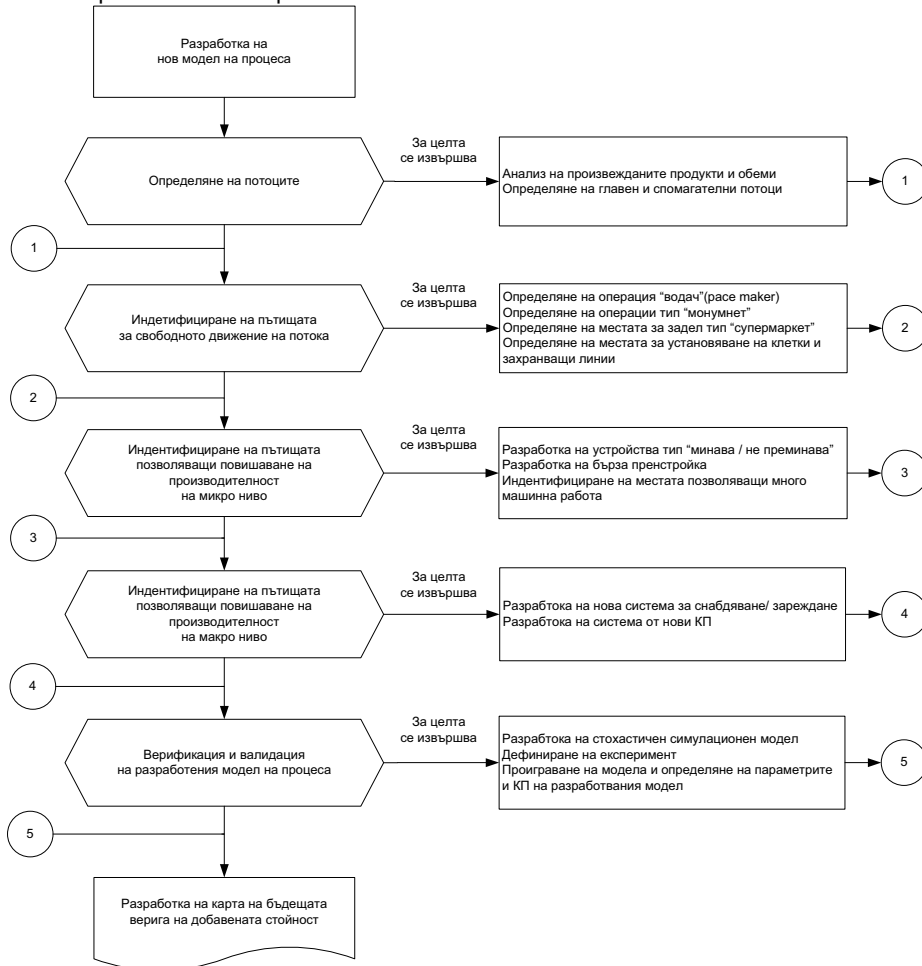 Разработка на
нов модел на процеса
Определяне на потоците
За целта
се извършва
Анализ на произвежданите продукти и обеми
Определяне на главен и спомагателни потоци
1
1
Индетифициране на пътищата
за свободното движение на потока
За целта
се извършва
Определяне на операция “водач”(pace maker)
Определяне на операции тип “монумнет”
Определяне на местата за задел тип “супермаркет”
Определяне на местата за установяване на клетки и
захранващи линии
2
2
Индентифициране на пътищата
позволяващи повишаване на
производителност
на микро ниво
За целта
се извършва
Разработка на устройства тип “минава / не преминава”
Разработка на бърза пренстройка
Индентифициране на местата позволяващи много
машинна работа
3
3
Индентифициране на пътищата
позволяващи повишаване на
производителност
на макро ниво
За целта
се извършва
Разрабтока на нова система за снабдяване/ зареждане
Разрабтока на система от нови КП
4
4
Верификация и валидация
на разработения модел на процеса
За целта
се извършва
Разрабтока на стохастичен симулационен модел
Дефиниране на експеримент
Проиграване на модела и определяне на параметрите
и КП на разработвания модел
5
5
Разработка на карта на бъдещата
верига на добавената стойност